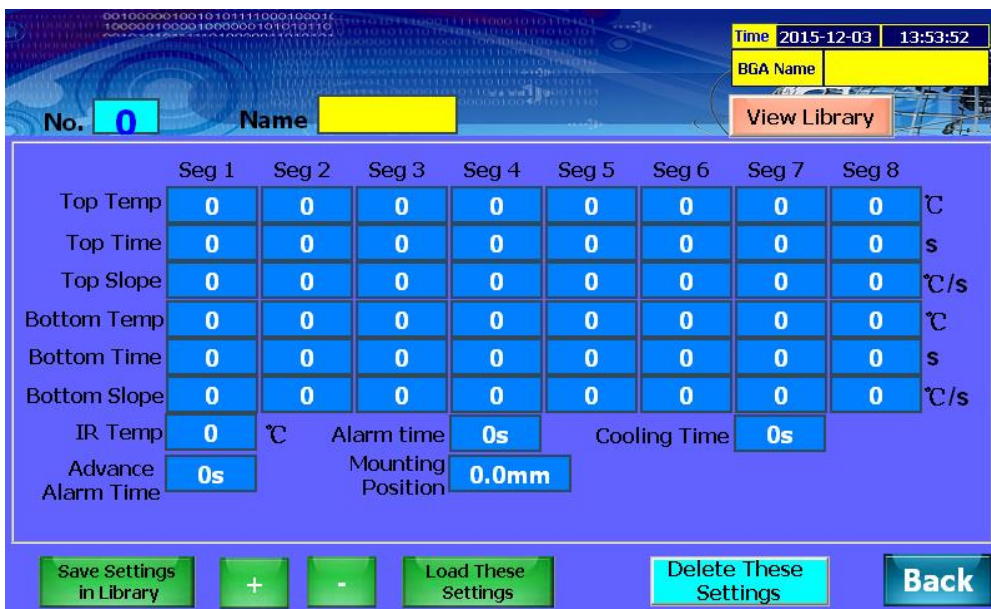 Time 2015-12-03 13:53:52
BGA Name
No. 0 Name View Library
Seg 1 Seg 2 Seg 3 Seg 4 Seg 5 Seg 6 Seg 7 Seg 8
Top Temp 0 0 0 0 0 0 0 0 ℃
Top Time 0 0 0 0 0 0 0 0 s
Top Slope 0 0 0 0 0 0 0 0 ℃/s
Bottom Temp 0 0 0 0 0 0 0 0 ℃
Bottom Time 0 0 0 0 0 0 0 0 s
Bottom Slope 0 0 0 0 0 0 0 0 ℃/s
IR Temp 0 ℃ Alarm time 0s Cooling Time 0s
Advance
Alarm Time 0s
Mounting
Position 0.0mm
Save Settings
in Library
+
-
Load These
Settings
Delete These
Settings
Back